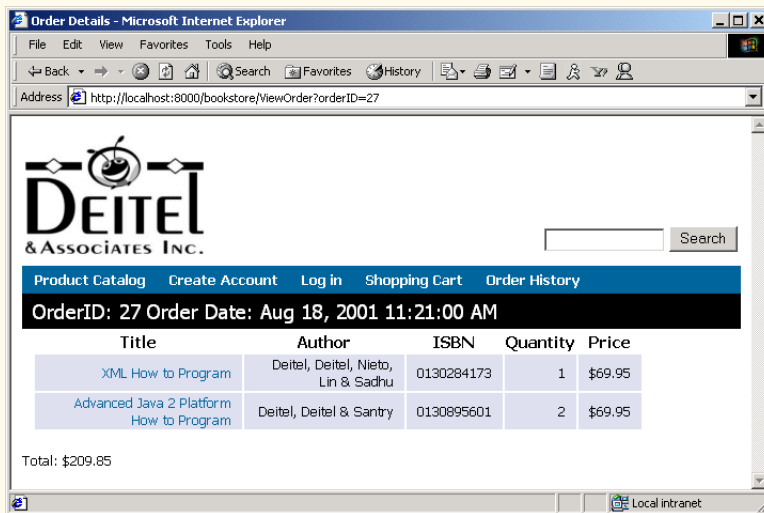 Order Details - Microsoft Internet Explorer
File Edit View Favorites Tools Help
Back Search Favorites History
Address http://localhost:8000/bookstore/ViewOrder?orderID=27
DEITEL
& ASSOCIATES INC.
Search
Product Catalog Create Account Log in Shopping Cart Order History
OrderID: 27 Order Date: Aug 18, 2001 11:21:00 AM
Title Author ISBN Quantity Price
XML How to Program Deitel, Deitel, Nieto, 0130284173 1 $69.95
Lin & Sadhu
Advanced Java 2 Platform Deitel, Deitel & Santry 0130895601 2 $69.95
How to Program
Total: $209.85
Local intranet